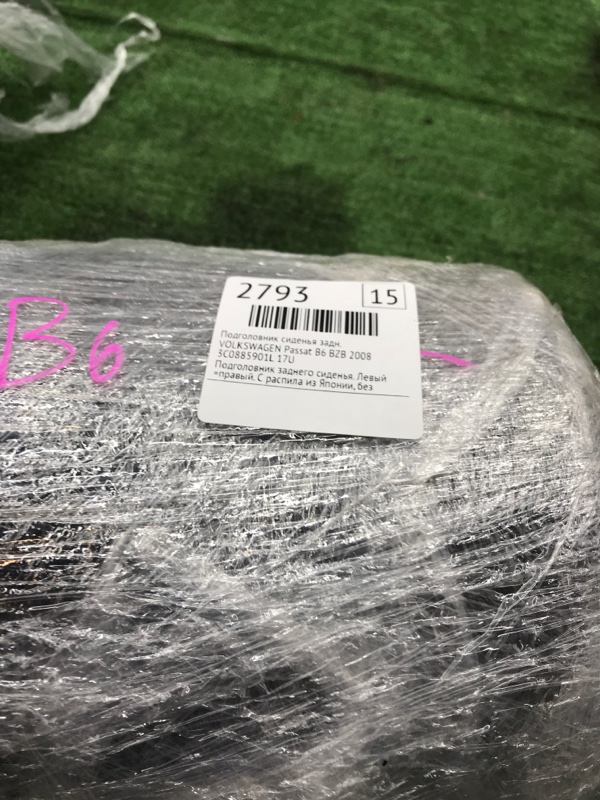 2793 15
Подголовник сиденья задн.
VOLKSWAGEN Passat B6 BZB 2008
3C0885901L 17U
Подголовник заднего сиденья. Левый
+правый. С распила из Японии, без
B6